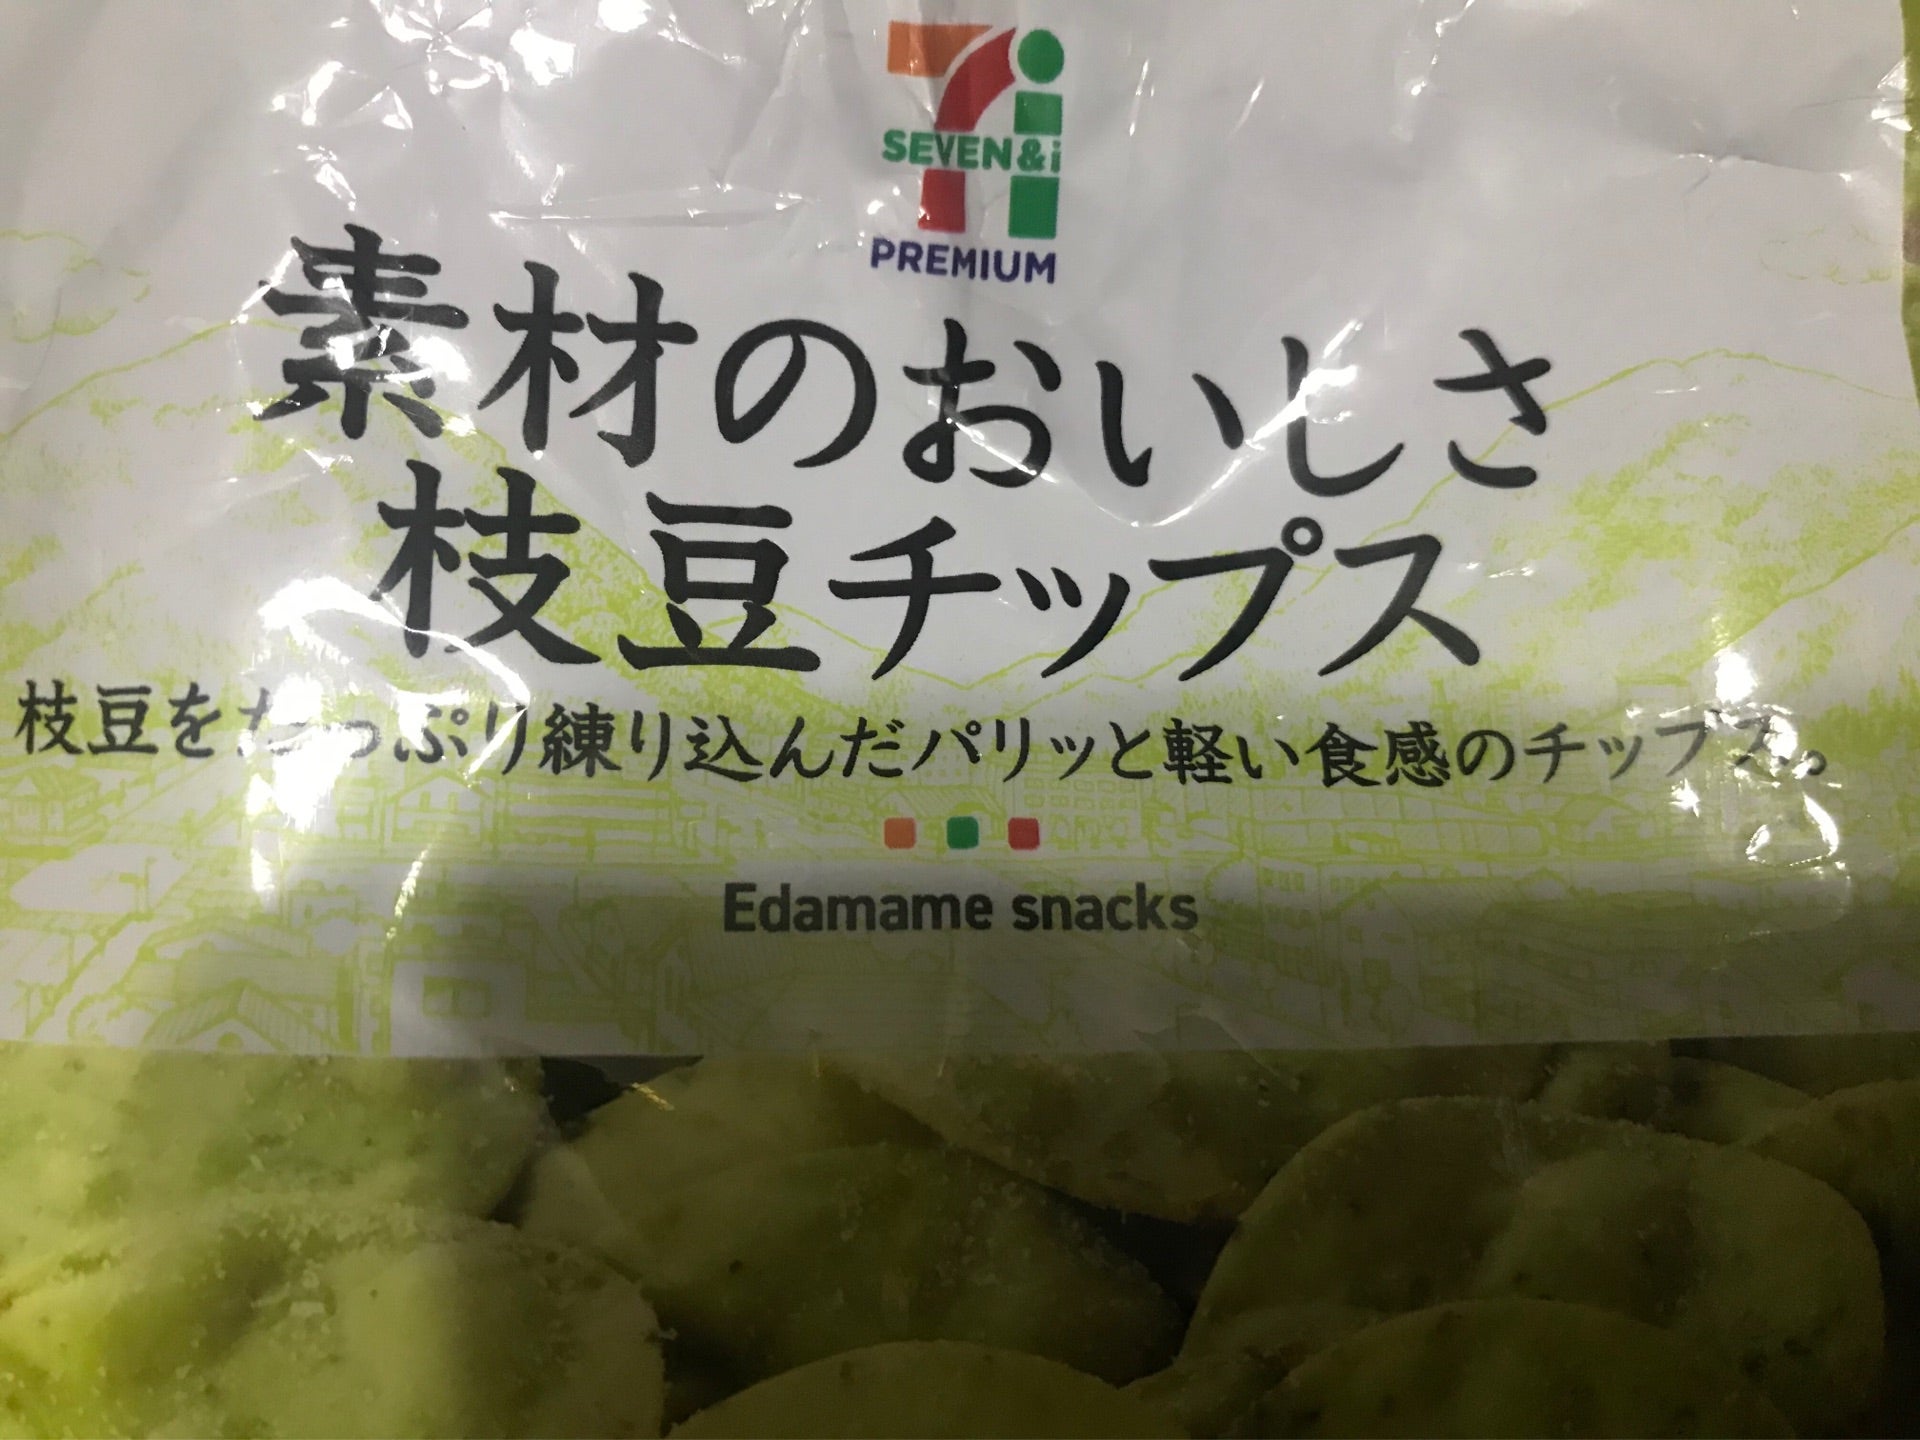 SEVEN&i
PREMIUM
素材のおいしさ
枝豆チップス
枝豆をたっぷり練り込んだパリッと軽い食感のチップス。
Edamame snacks